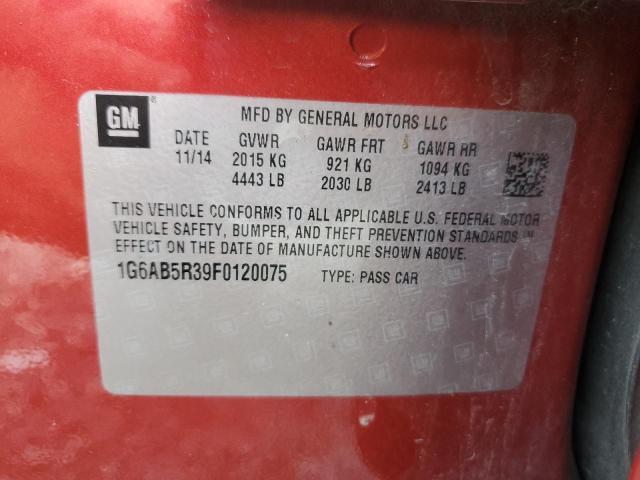 GM
®
MFD BY GENERAL MOTORS LLC
DATE GVWR GAWR FRT GAWR RR
11/14 2015 KG 921 KG 1094 KG
4443 LB 2030 LB 2413 LB
THIS VEHICLE CONFORMS TO ALL APPLICABLE U.S. FEDERAL MOTOR
VEHICLE SAFETY, BUMPER, AND THEFT PREVENTION STANDARDS IN
EFFECT ON THE DATE OF MANUFACTURE SHOWN ABOVE.
1G6AB5R39F0120075 TYPE: PASS CAR